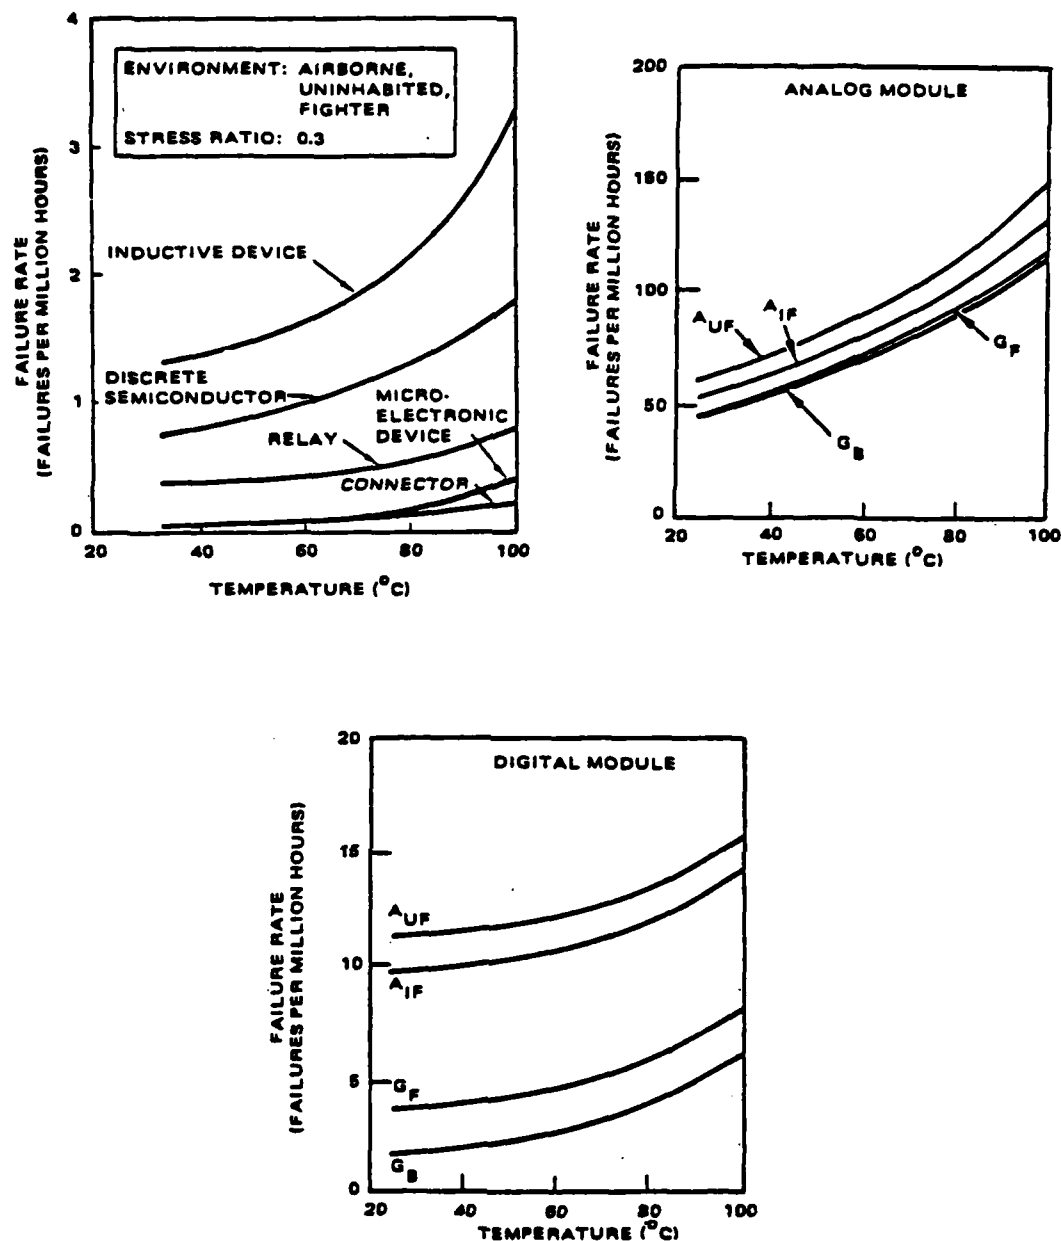 4
3
2
1
0
20
40
60
80
100
FAILURE RATE
(FAILURES PER MILLION HOURS)
ENVIRONMENT: AIRBORNE,
UNINHABITED,
FIGHTER
STRESS RATIO: 0.3
INDUCTIVE DEVICE
DISCRETE
SEMICONDUCTOR
RELAY
MICRO-
ELECTRONIC
DEVICE
CONNECTOR
TEMPERATURE (°C)
200
150
100
50
0
20
40
60
80
100
FAILURE RATE
(FAILURES PER MILLION HOURS)
ANALOG MODULE
AUF
AIF
GF
GB
TEMPERATURE (°C)
20
15
10
5
0
20
40
60
80
100
FAILURE RATE
(FAILURES PER MILLION HOURS)
DIGITAL MODULE
AUF
AIF
GF
GB
TEMPERATURE (°C)